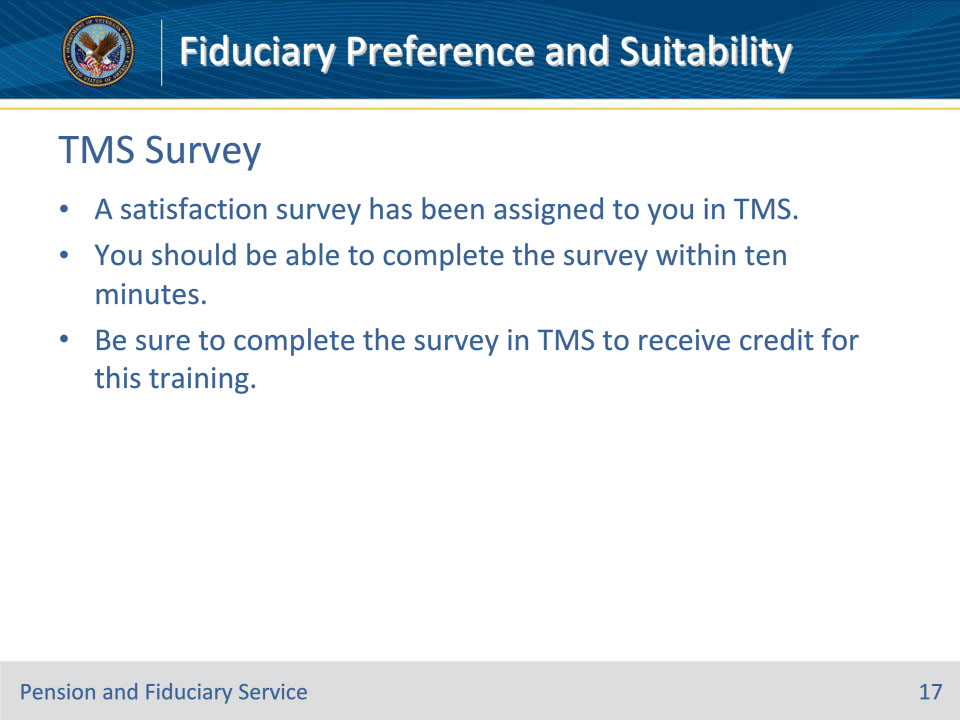 Fiduciary Preference and Suitability
TMS Survey
• A satisfaction survey has been assigned to you in TMS.
• You should be able to complete the survey within ten
minutes.
• Be sure to complete the survey in TMS to receive credit for
this training.
Pension and Fiduciary Service
17